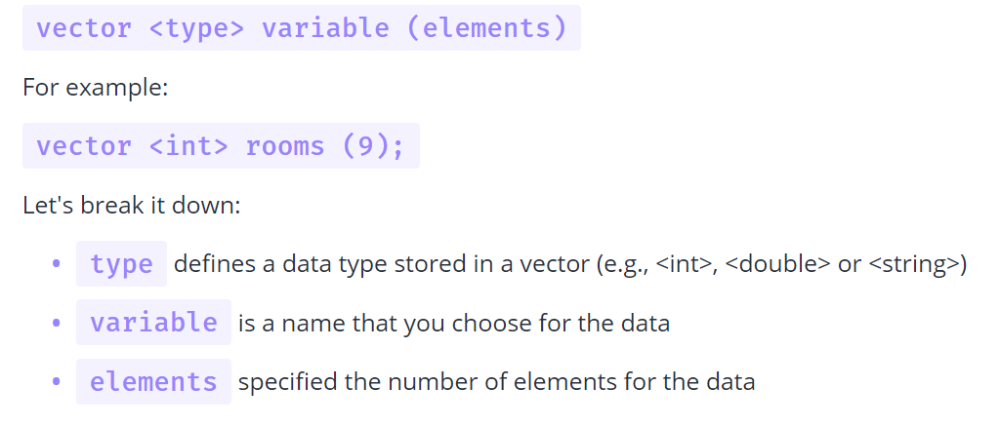 vector <type> variable (elements)
For example:
vector <int> rooms (9);
Let's break it down:
• type defines a data type stored in a vector (e.g., <int>, <double> or <string>)
• variable is a name that you choose for the data
• elements specified the number of elements for the data